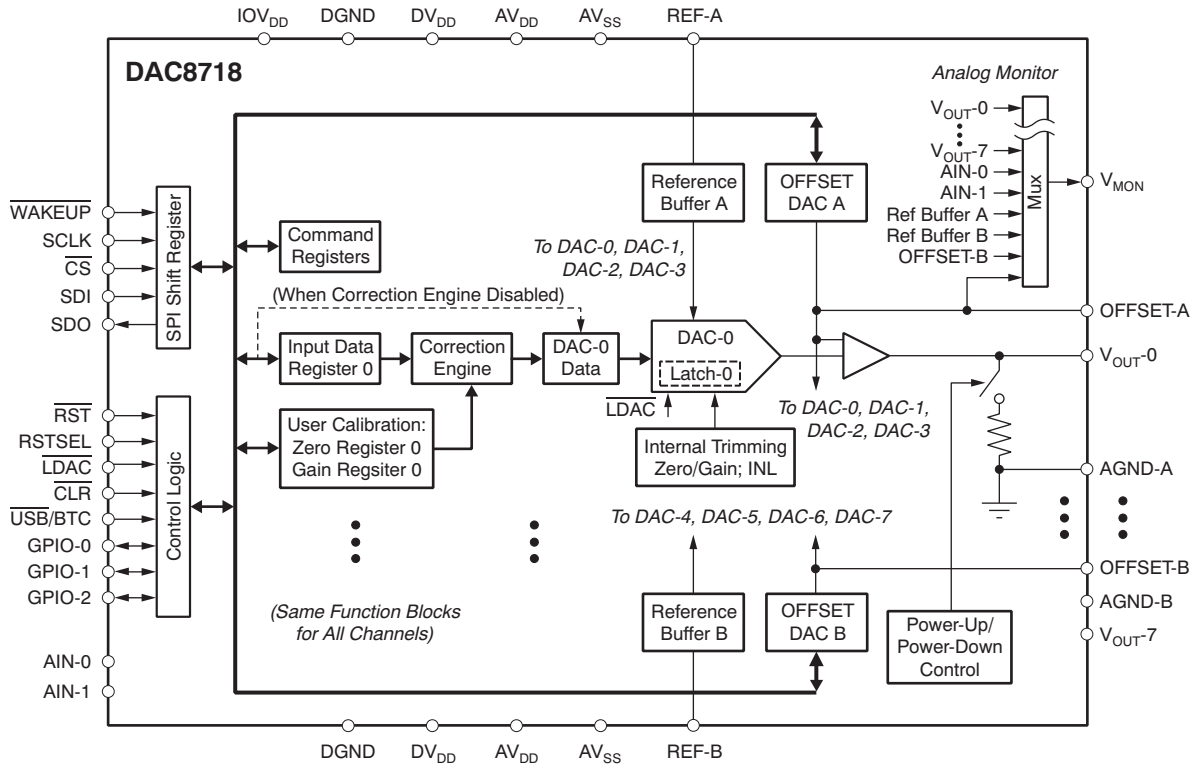 IOVDD DGND DVDD AVDD AVSS REF-A
DAC8718
Analog Monitor
VOUT-0
VOUT-7
AIN-0
AIN-1
Ref Buffer A
Ref Buffer B
OFFSET-B
Mux
VMON
WAKEUP
SCLK
CS
SDI
SDO
SPI Shift Register
Command
Registers
Reference
Buffer A
OFFSET
DAC A
To DAC-0, DAC-1,
DAC-2, DAC-3
(When Correction Engine Disabled)
Input Data
Register 0
Correction
Engine
DAC-0
Data
DAC-0
Latch-0
OFFSET-A
VOUT-0
LDAC
To DAC-0, DAC-1,
DAC-2, DAC-3
User Calibration:
Zero Register 0
Gain Regsiter 0
Internal Trimming
Zero/Gain; INL
AGND-A
RST
RSTSEL
LDAC
CLR
USB/BTC
GPIO-0
GPIO-1
GPIO-2
Control Logic
To DAC-4, DAC-5, DAC-6, DAC-7
OFFSET-B
AGND-B
VOUT-7
(Same Function Blocks
for All Channels)
Reference
Buffer B
OFFSET
DAC B
Power-Up/
Power-Down
Control
AIN-0
AIN-1
DGND DVDD AVDD AVSS REF-B